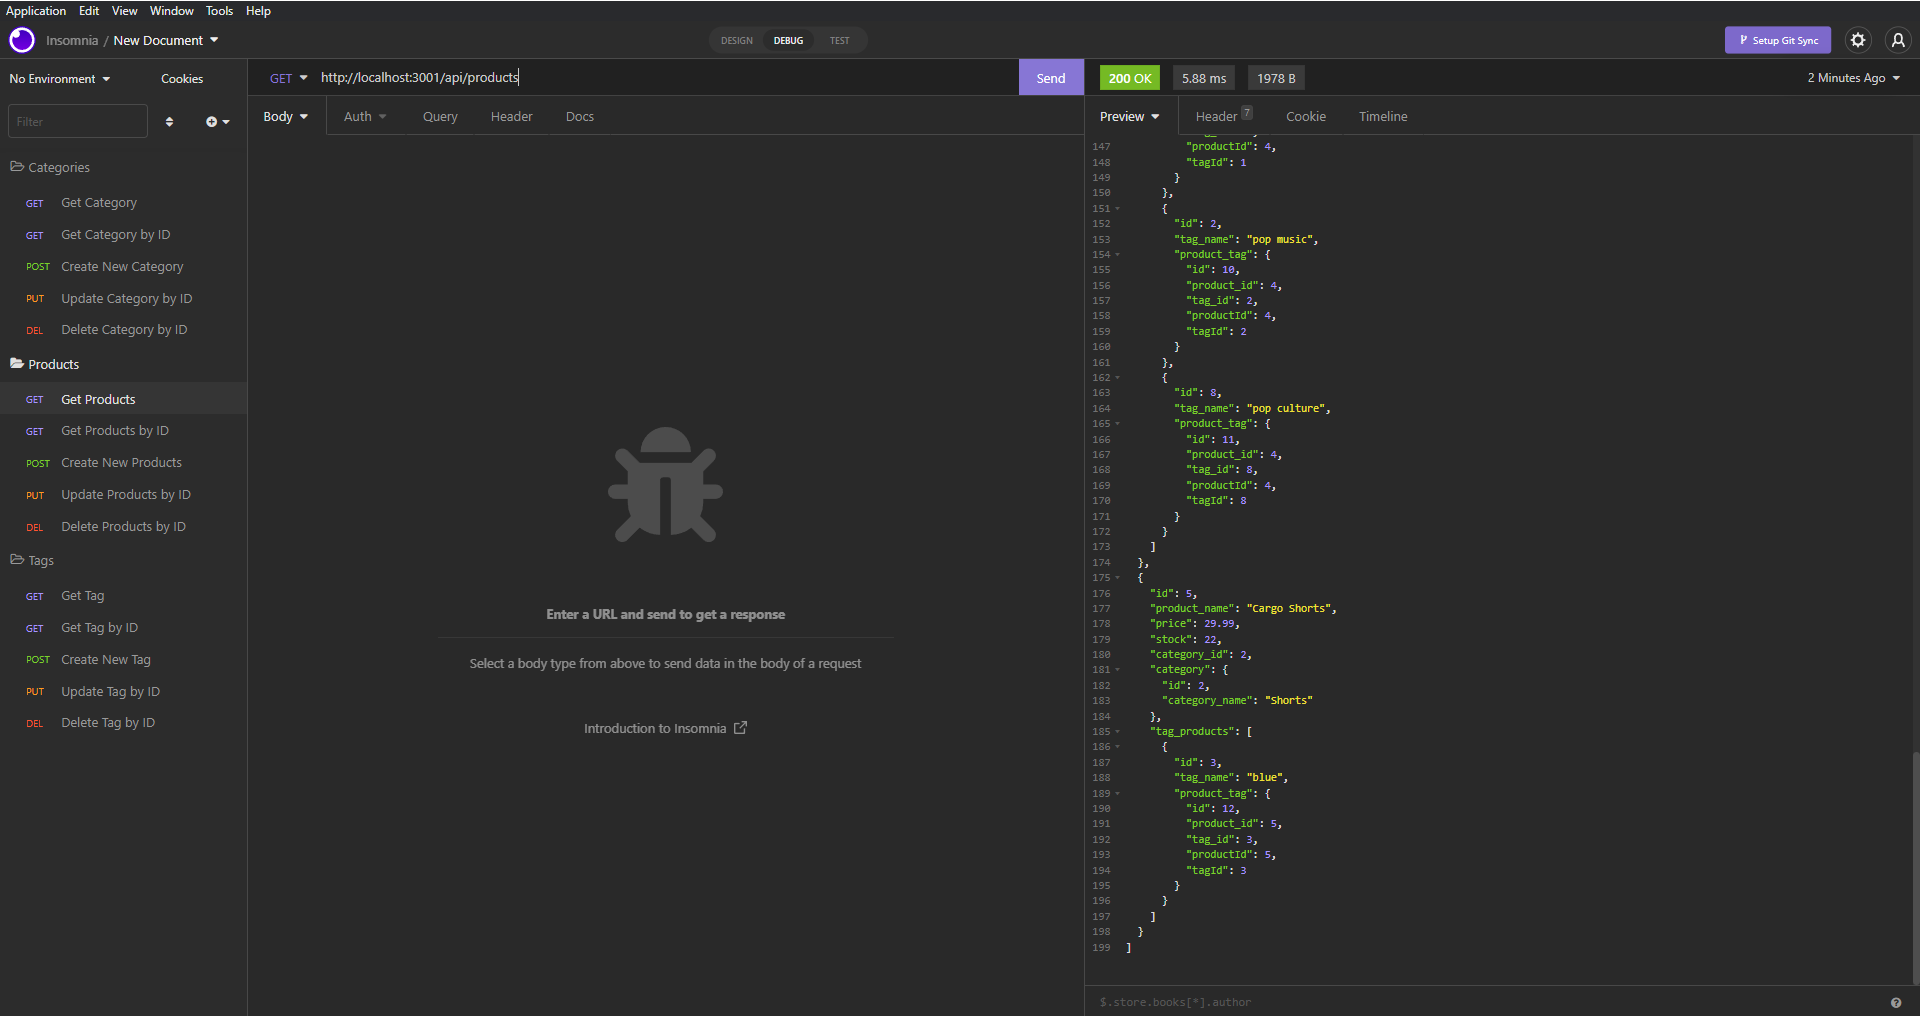 Application Edit View Window Tools Help
Insomnia / New Document
DESIGN DEBUG TEST
Setup Git Sync
No Environment Cookies
GET http://localhost:3001/api/products Send
200 OK 5.88 ms 1978 B 2 Minutes Ago
Filter
Body Auth Query Header Docs
Preview Header 7 Cookie Timeline
Categories
GET Get Category
GET Get Category by ID
POST Create New Category
PUT Update Category by ID
DEL Delete Category by ID
Products
GET Get Products
GET Get Products by ID
POST Create New Products
PUT Update Products by ID
DEL Delete Products by ID
Tags
GET Get Tag
GET Get Tag by ID
POST Create New Tag
PUT Update Tag by ID
DEL Delete Tag by ID
Enter a URL and send to get a response
Select a body type from above to send data in the body of a request
Introduction to Insomnia
147 "productId": 4,
148 "tagId": 1
149 }
150 },
151 {
152 "id": 2,
153 "tag_name": "pop music",
154 "product_tag": {
155 "id": 10,
156 "product_id": 4,
157 "tag_id": 2,
158 "productId": 4,
159 "tagId": 2
160 }
161 },
162 {
163 "id": 8,
164 "tag_name": "pop culture",
165 "product_tag": {
166 "id": 11,
167 "product_id": 4,
168 "tag_id": 8,
169 "productId": 4,
170 "tagId": 8
171 }
172 }
173 ]
174 },
175 {
176 "id": 5,
177 "product_name": "Cargo Shorts",
178 "price": 29.99,
179 "stock": 22,
180 "category_id": 2,
181 "category": {
182 "id": 2,
183 "category_name": "Shorts"
184 },
185 "tag_products": [
186 {
187 "id": 3,
188 "tag_name": "blue",
189 "product_tag": {
190 "id": 12,
191 "product_id": 5,
192 "tag_id": 3,
193 "productId": 5,
194 "tagId": 3
195 }
196 }
197 ]
198 }
199 ]
$.store.books[*].author